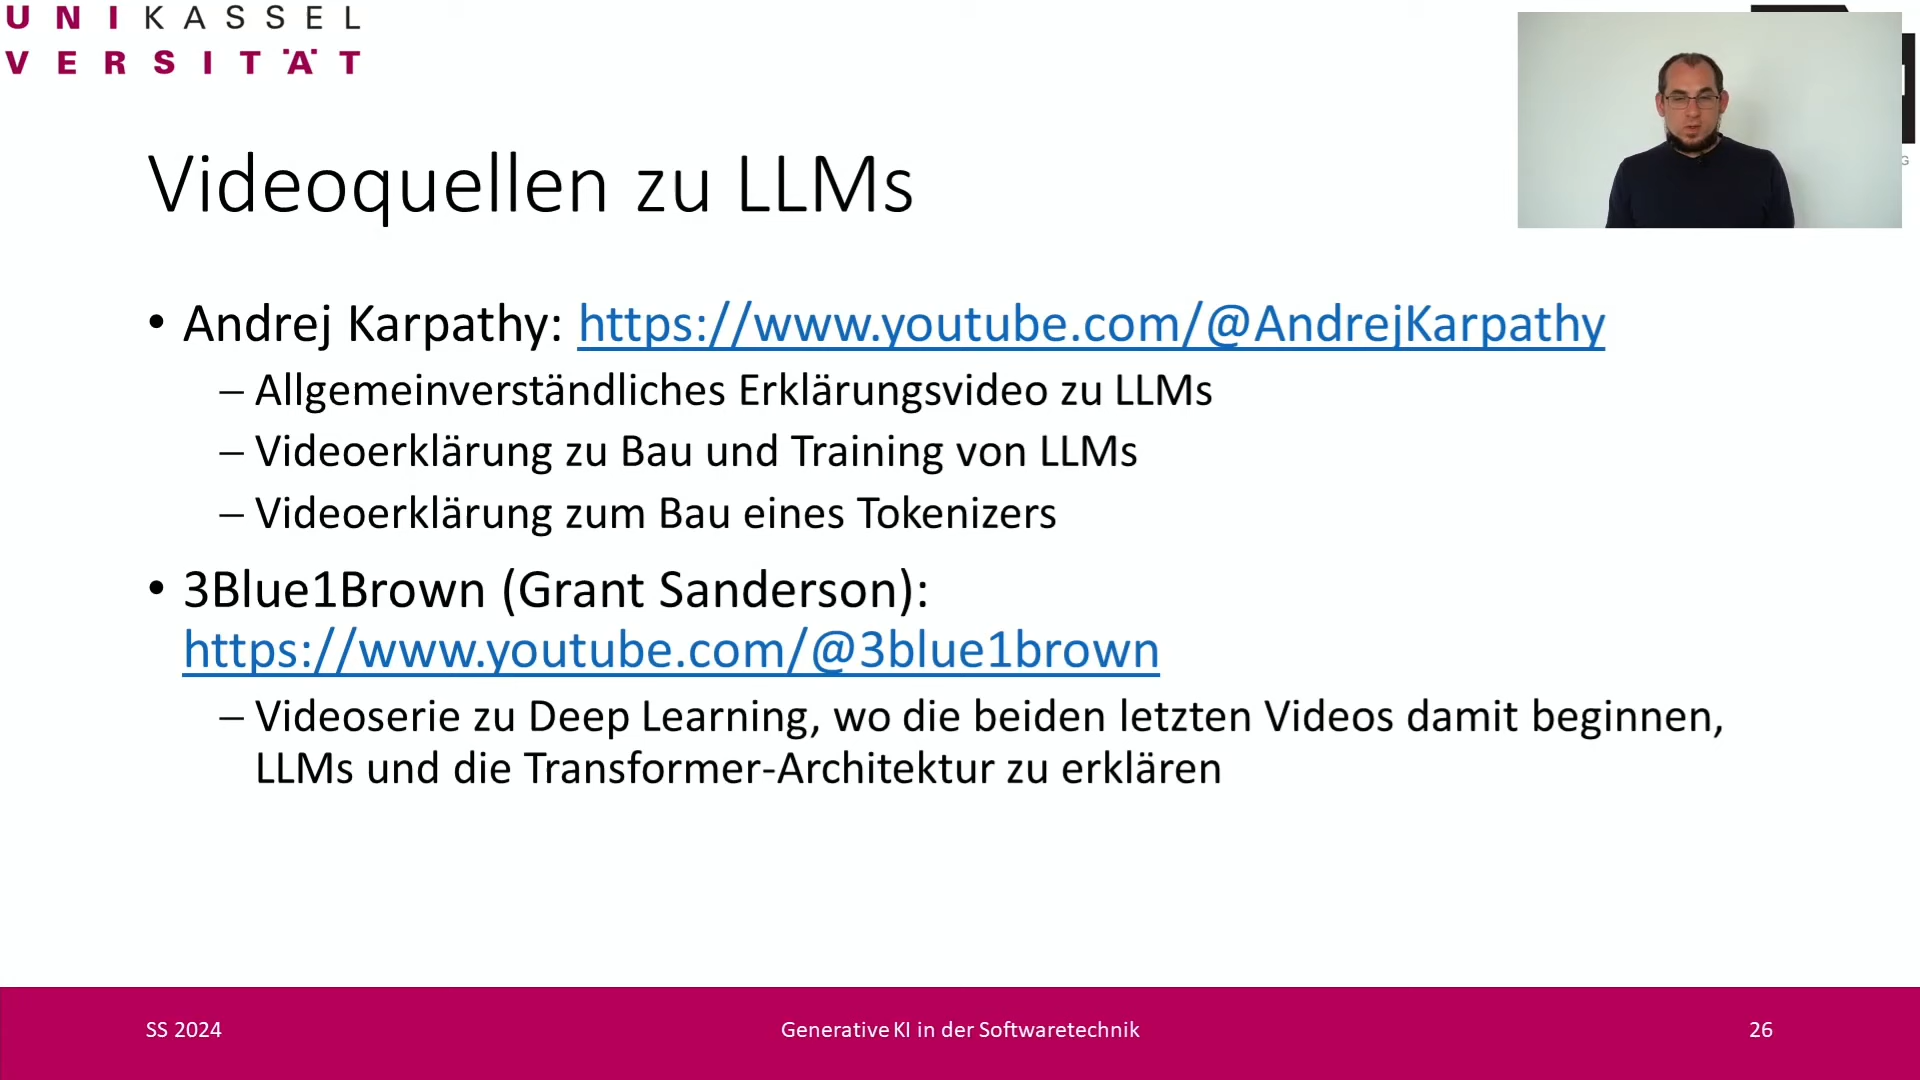 UNIKASSEL
VERSITÄT
Videoquellen zu LLMs
• Andrej Karpathy: https://www.youtube.com/@AndrejKarpathy
– Allgemeinverständliches Erklärungsvideo zu LLMs
– Videoerklärung zu Bau und Training von LLMs
– Videoerklärung zum Bau eines Tokenizers
• 3Blue1Brown (Grant Sanderson):
https://www.youtube.com/@3blue1brown
– Videoserie zu Deep Learning, wo die beiden letzten Videos damit beginnen,
LLMs und die Transformer-Architektur zu erklären
SS 2024
Generative KI in der Softwaretechnik
26